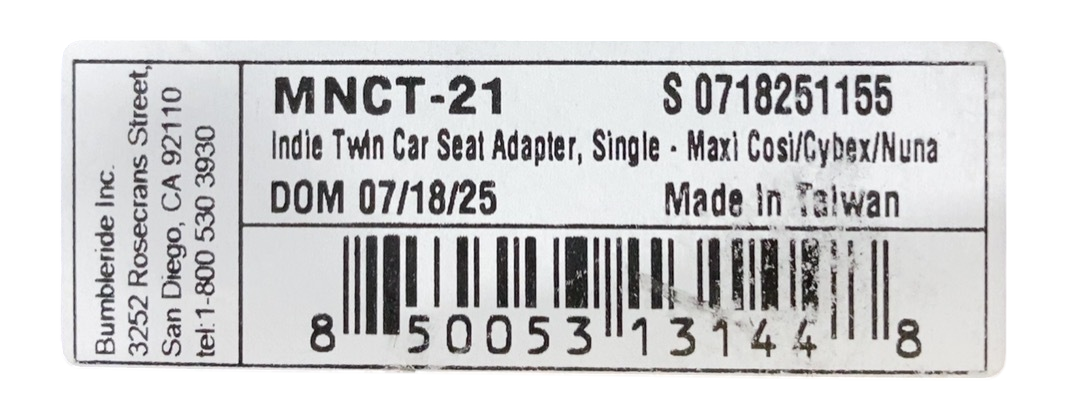 Bumbleride Inc.
3252 Rosecrans Street,
San Diego, CA 92110
tel:1-800 530 3930
MNCT-21 S 0718251155
Indie Twin Car Seat Adapter, Single - Maxi Cosi/Cybex/Nuna
DOM 07/18/25 Made In Taiwan
8 50053 13144 8